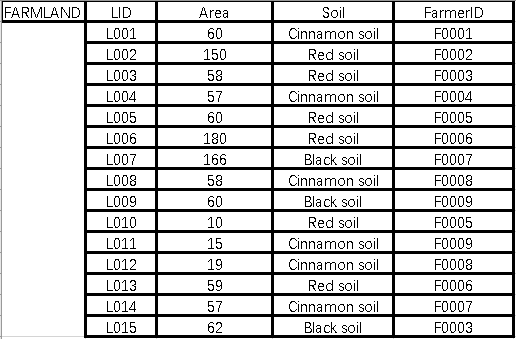 FARMLAND LID Area Soil FarmerID
L001 60 Cinnamon soil F0001
L002 150 Red soil F0002
L003 58 Red soil F0003
L004 57 Cinnamon soil F0004
L005 60 Red soil F0005
L006 180 Red soil F0006
L007 166 Black soil F0007
L008 58 Cinnamon soil F0008
L009 60 Black soil F0009
L010 10 Red soil F0005
L011 15 Cinnamon soil F0009
L012 19 Cinnamon soil F0008
L013 59 Red soil F0006
L014 57 Cinnamon soil F0007
L015 62 Black soil F0003